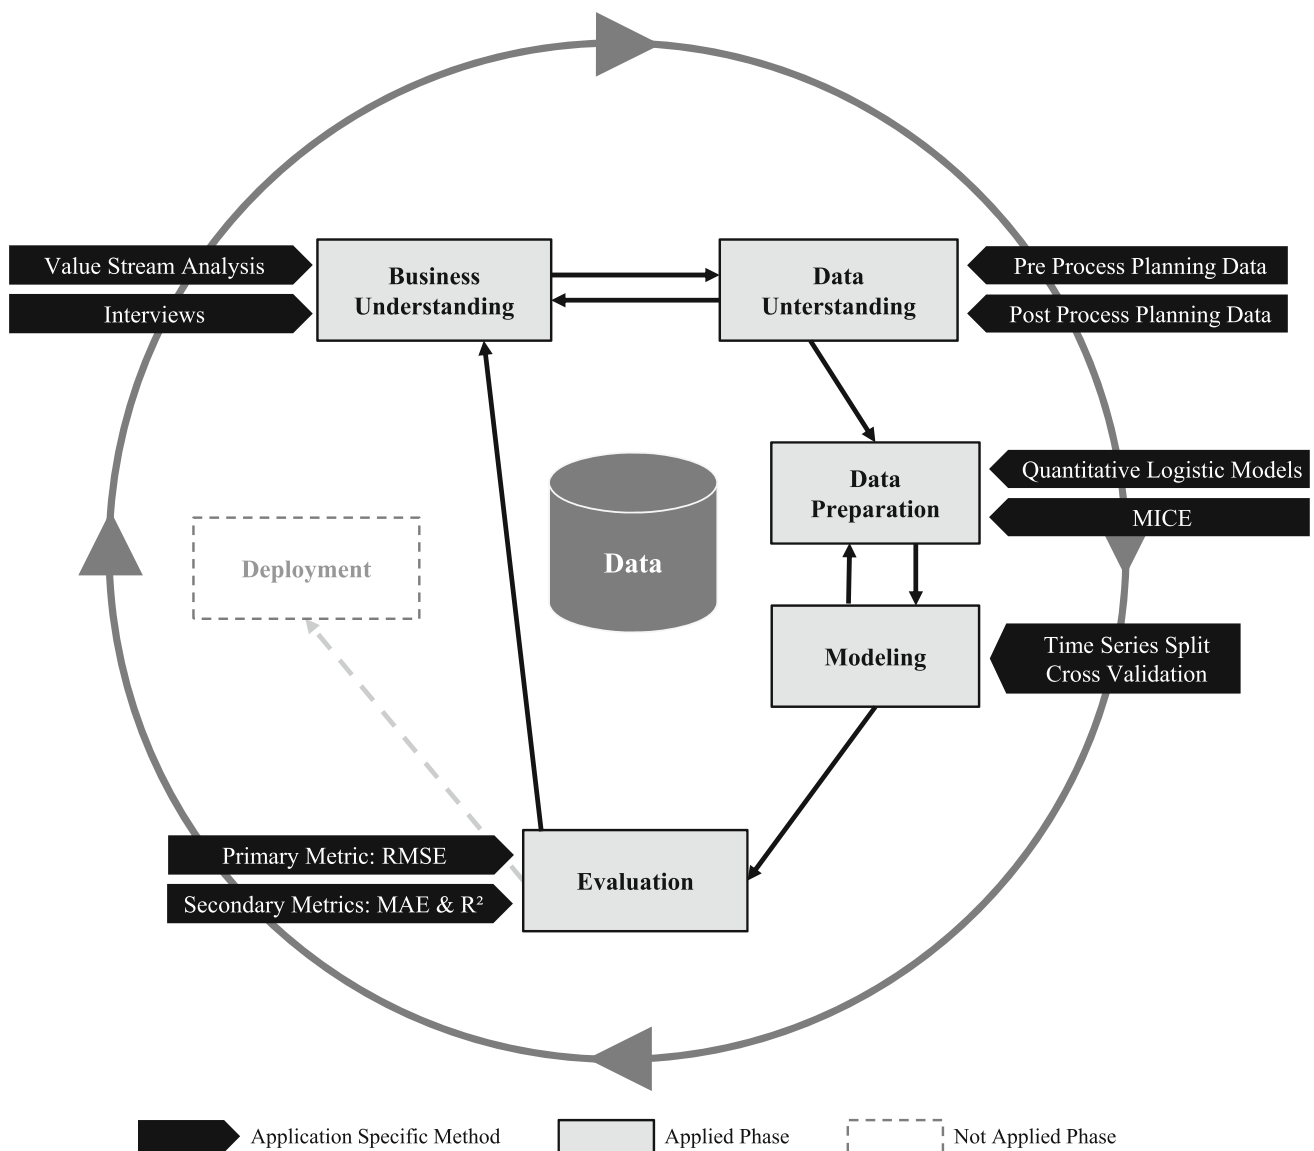 Value Stream Analysis
Interviews
Business
Understanding
Data
Unterstanding
Pre Process Planning Data
Post Process Planning Data
Data
Preparation
Quantitative Logistic Models
MICE
Deployment
Data
Modeling
Time Series Split
Cross Validation
Primary Metric: RMSE
Secondary Metrics: MAE & R²
Evaluation
Application Specific Method
Applied Phase
Not Applied Phase